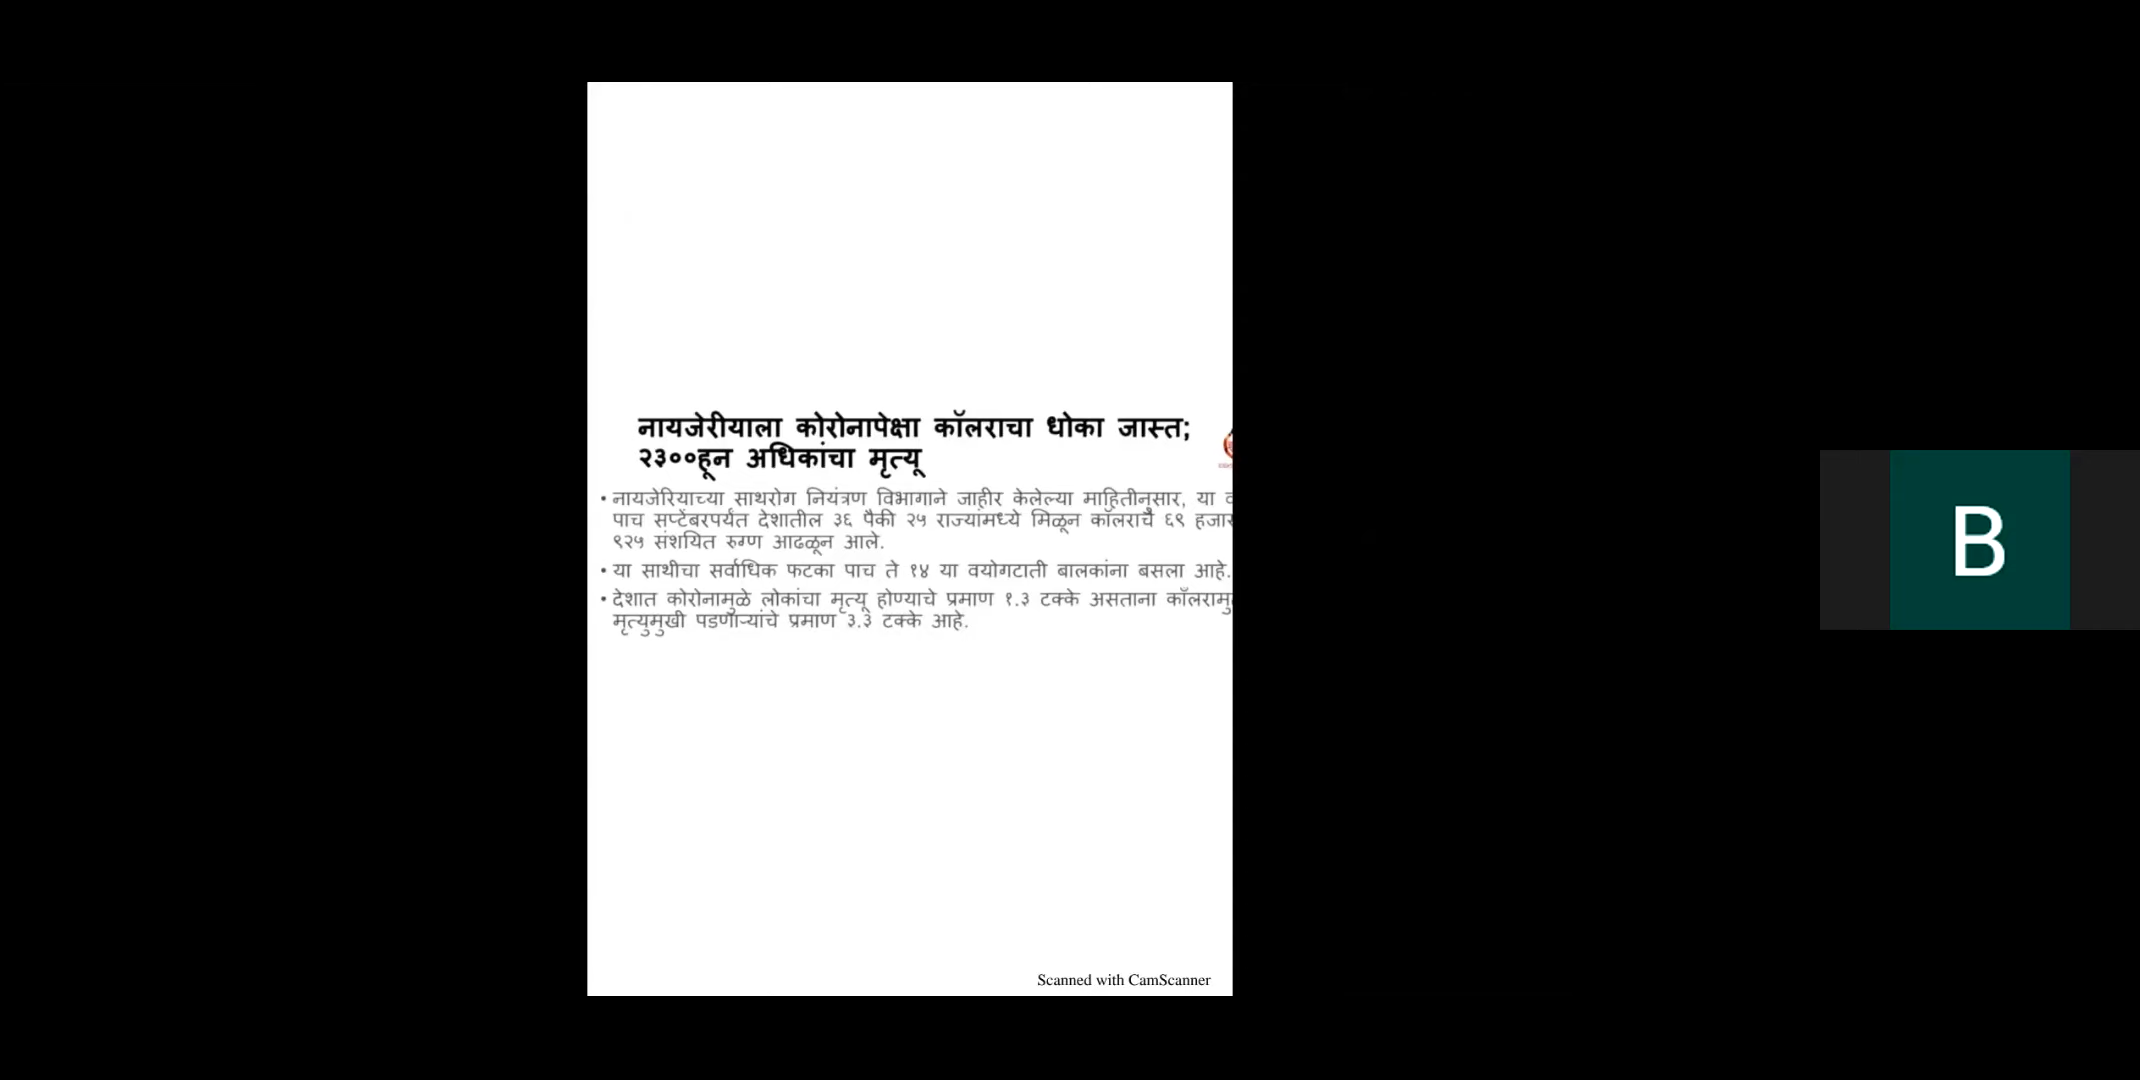 नायजेरीयाला कोरोनापेक्षा कॉलराचा धोका जास्त;
२३००हून अधिकांचा मृत्यू
• नायजेरियाच्या साथरोग नियंत्रण विभागाने जाहीर केलेल्या माहितीनुसार, या
पाच सप्टेंबरपर्यंत देशातील ३६ पैकी २५ राज्यांमध्ये मिळून कॉलराचे ६९ हजार
९२५ संशयित रुग्ण आढळून आले.
• या साथीचा सर्वाधिक फटका पाच ते १४ या वयोगटाती बालकांना बसला आहे.
• देशात कोरोनामुळे लोकांचा मृत्यू होण्याचे प्रमाण १.३ टक्के असताना
मृत्युमुखी पडणाऱ्यांचे प्रमाण ३.३ टक्के आहे.
B
Scanned with CamScanner